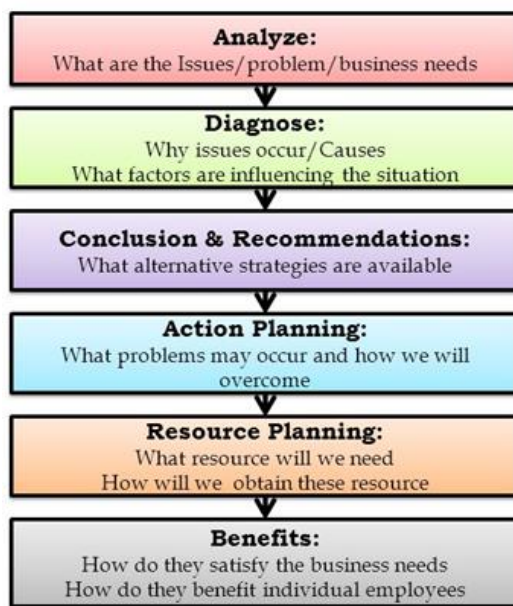 Analyze:
What are the Issues/problem/business needs
Diagnose:
Why issues occur/Causes
What factors are influencing the situation
Conclusion & Recommendations:
What alternative strategies are available
Action Planning:
What problems may occur and how we will
overcome
Resource Planning:
What resource will we need
How will we obtain these resource
Benefits:
How do they satisfy the business needs
How do they benefit individual employees